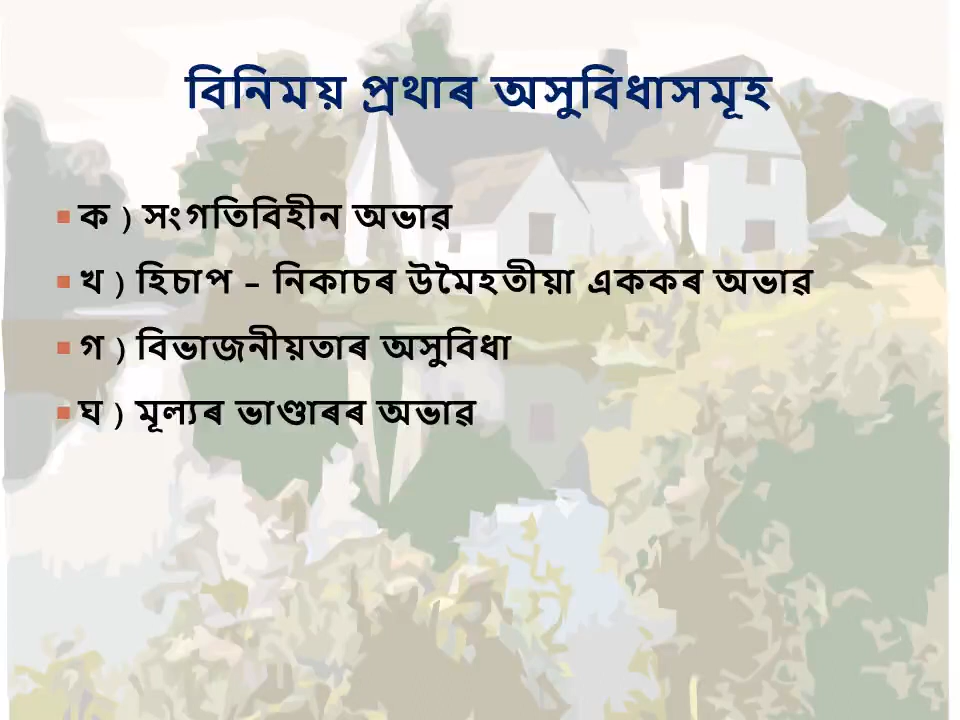 বিনিময় প্ৰথাৰ অসুবিধাসমূহ
ক ) সংগতিবিহীন অভাৱ
খ ) হিচাপ – নিকাচৰ উমৈহতীয়া এককৰ অভাৱ
গ ) বিভাজনীয়তাৰ অসুবিধা
ঘ ) মূল্যৰ ভাণ্ডাৰৰ অভাৱ